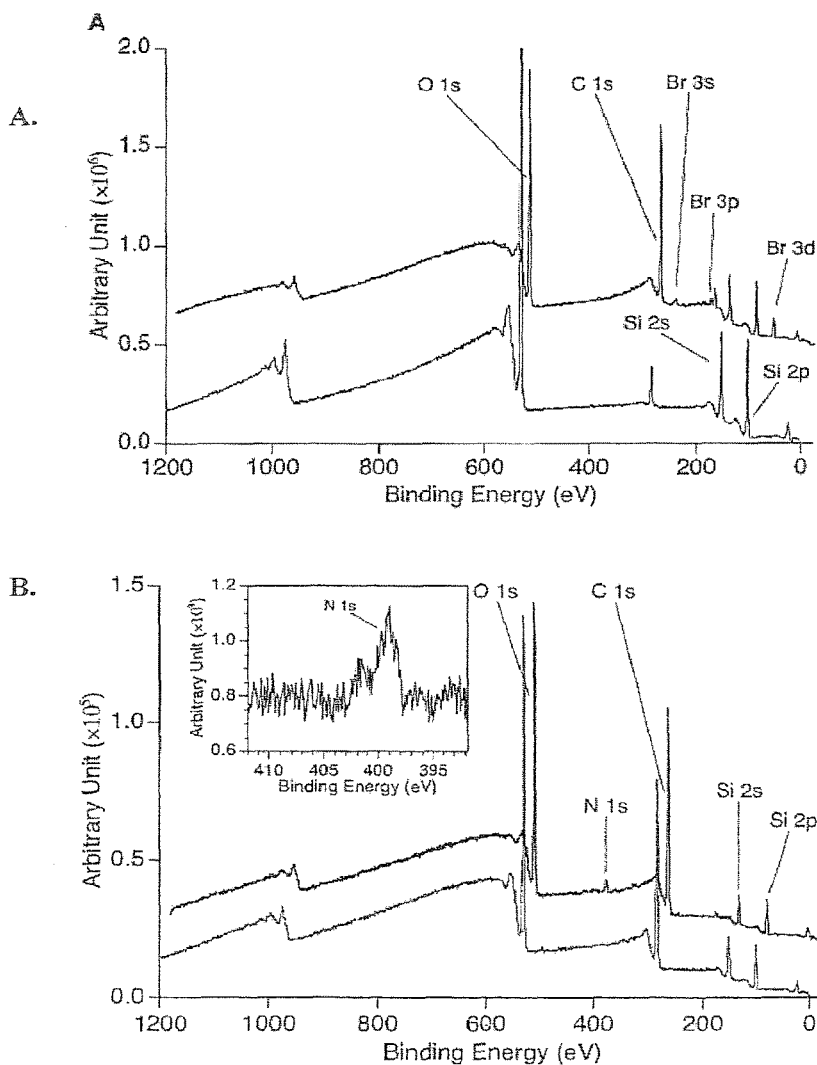 A
A.
2.0
1.5
1.0
0.5
0.0
Arbitrary Unit (×10⁶)
O 1s
C 1s
Br 3s
Br 3p
Br 3d
Si 2s
Si 2p
1200
1000
800
600
400
200
0
Binding Energy (eV)
B.
1.5
1.0
0.5
0.0
Arbitrary Unit (×10⁵)
1.2
1.0
0.8
0.6
Arbitrary Unit (×10⁴)
N 1s
410
405
400
395
Binding Energy (eV)
O 1s
C 1s
N 1s
Si 2s
Si 2p
1200
1000
800
600
400
200
0
Binding Energy (eV)